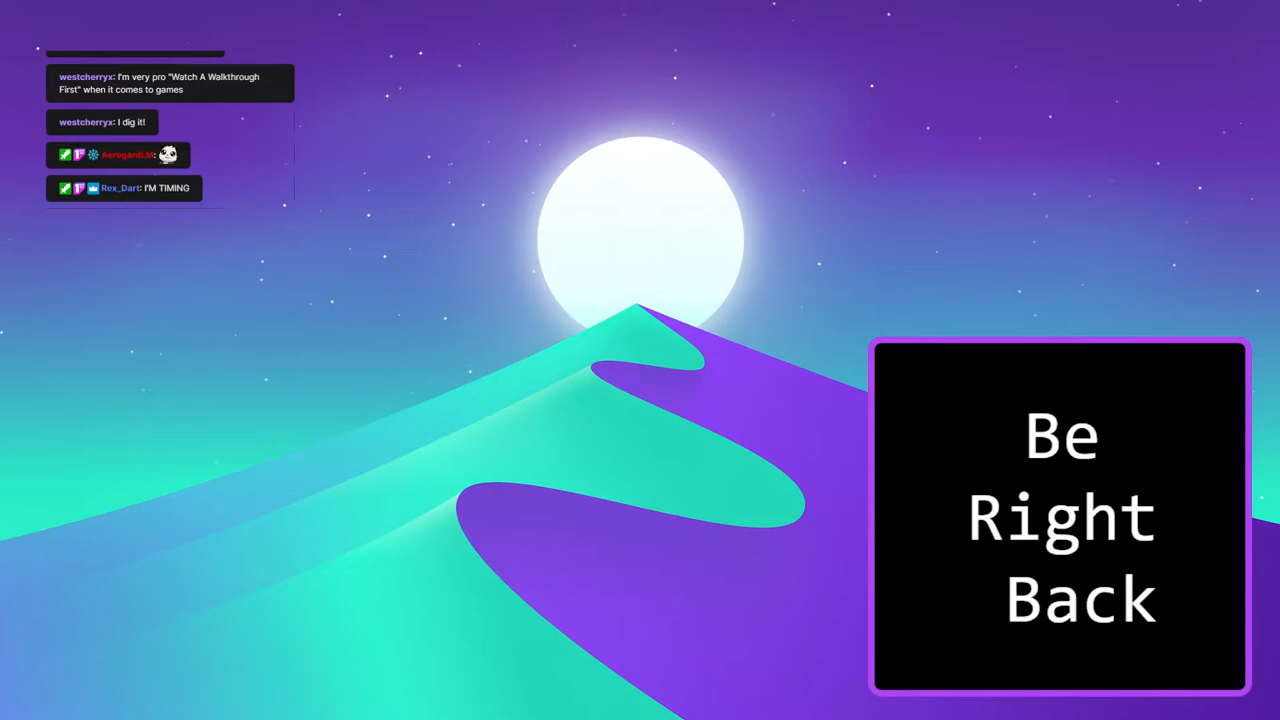 westcherryx: I'm very pro "Watch A Walkthrough
First" when it comes to games
westcherryx: I dig it!
AerogardLM:
Rex_Dart: I'M TIMING
Be
Right
Back